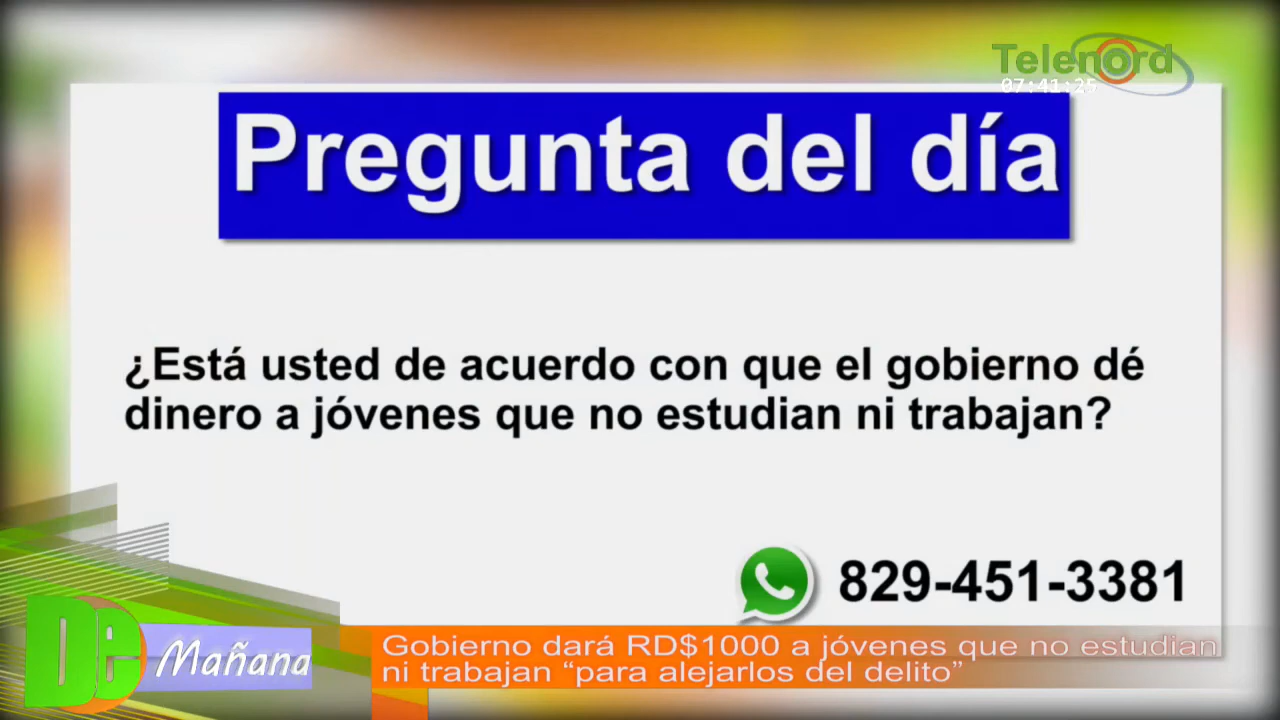 Telenord
07:41:25
Pregunta del día
¿Está usted de acuerdo con que el gobierno dé
dinero a jóvenes que no estudian ni trabajan?
829-451-3381
De
Mañana
Gobierno dará RD$1000 a jóvenes que no estudian
ni trabajan “para alejarlos del delito”